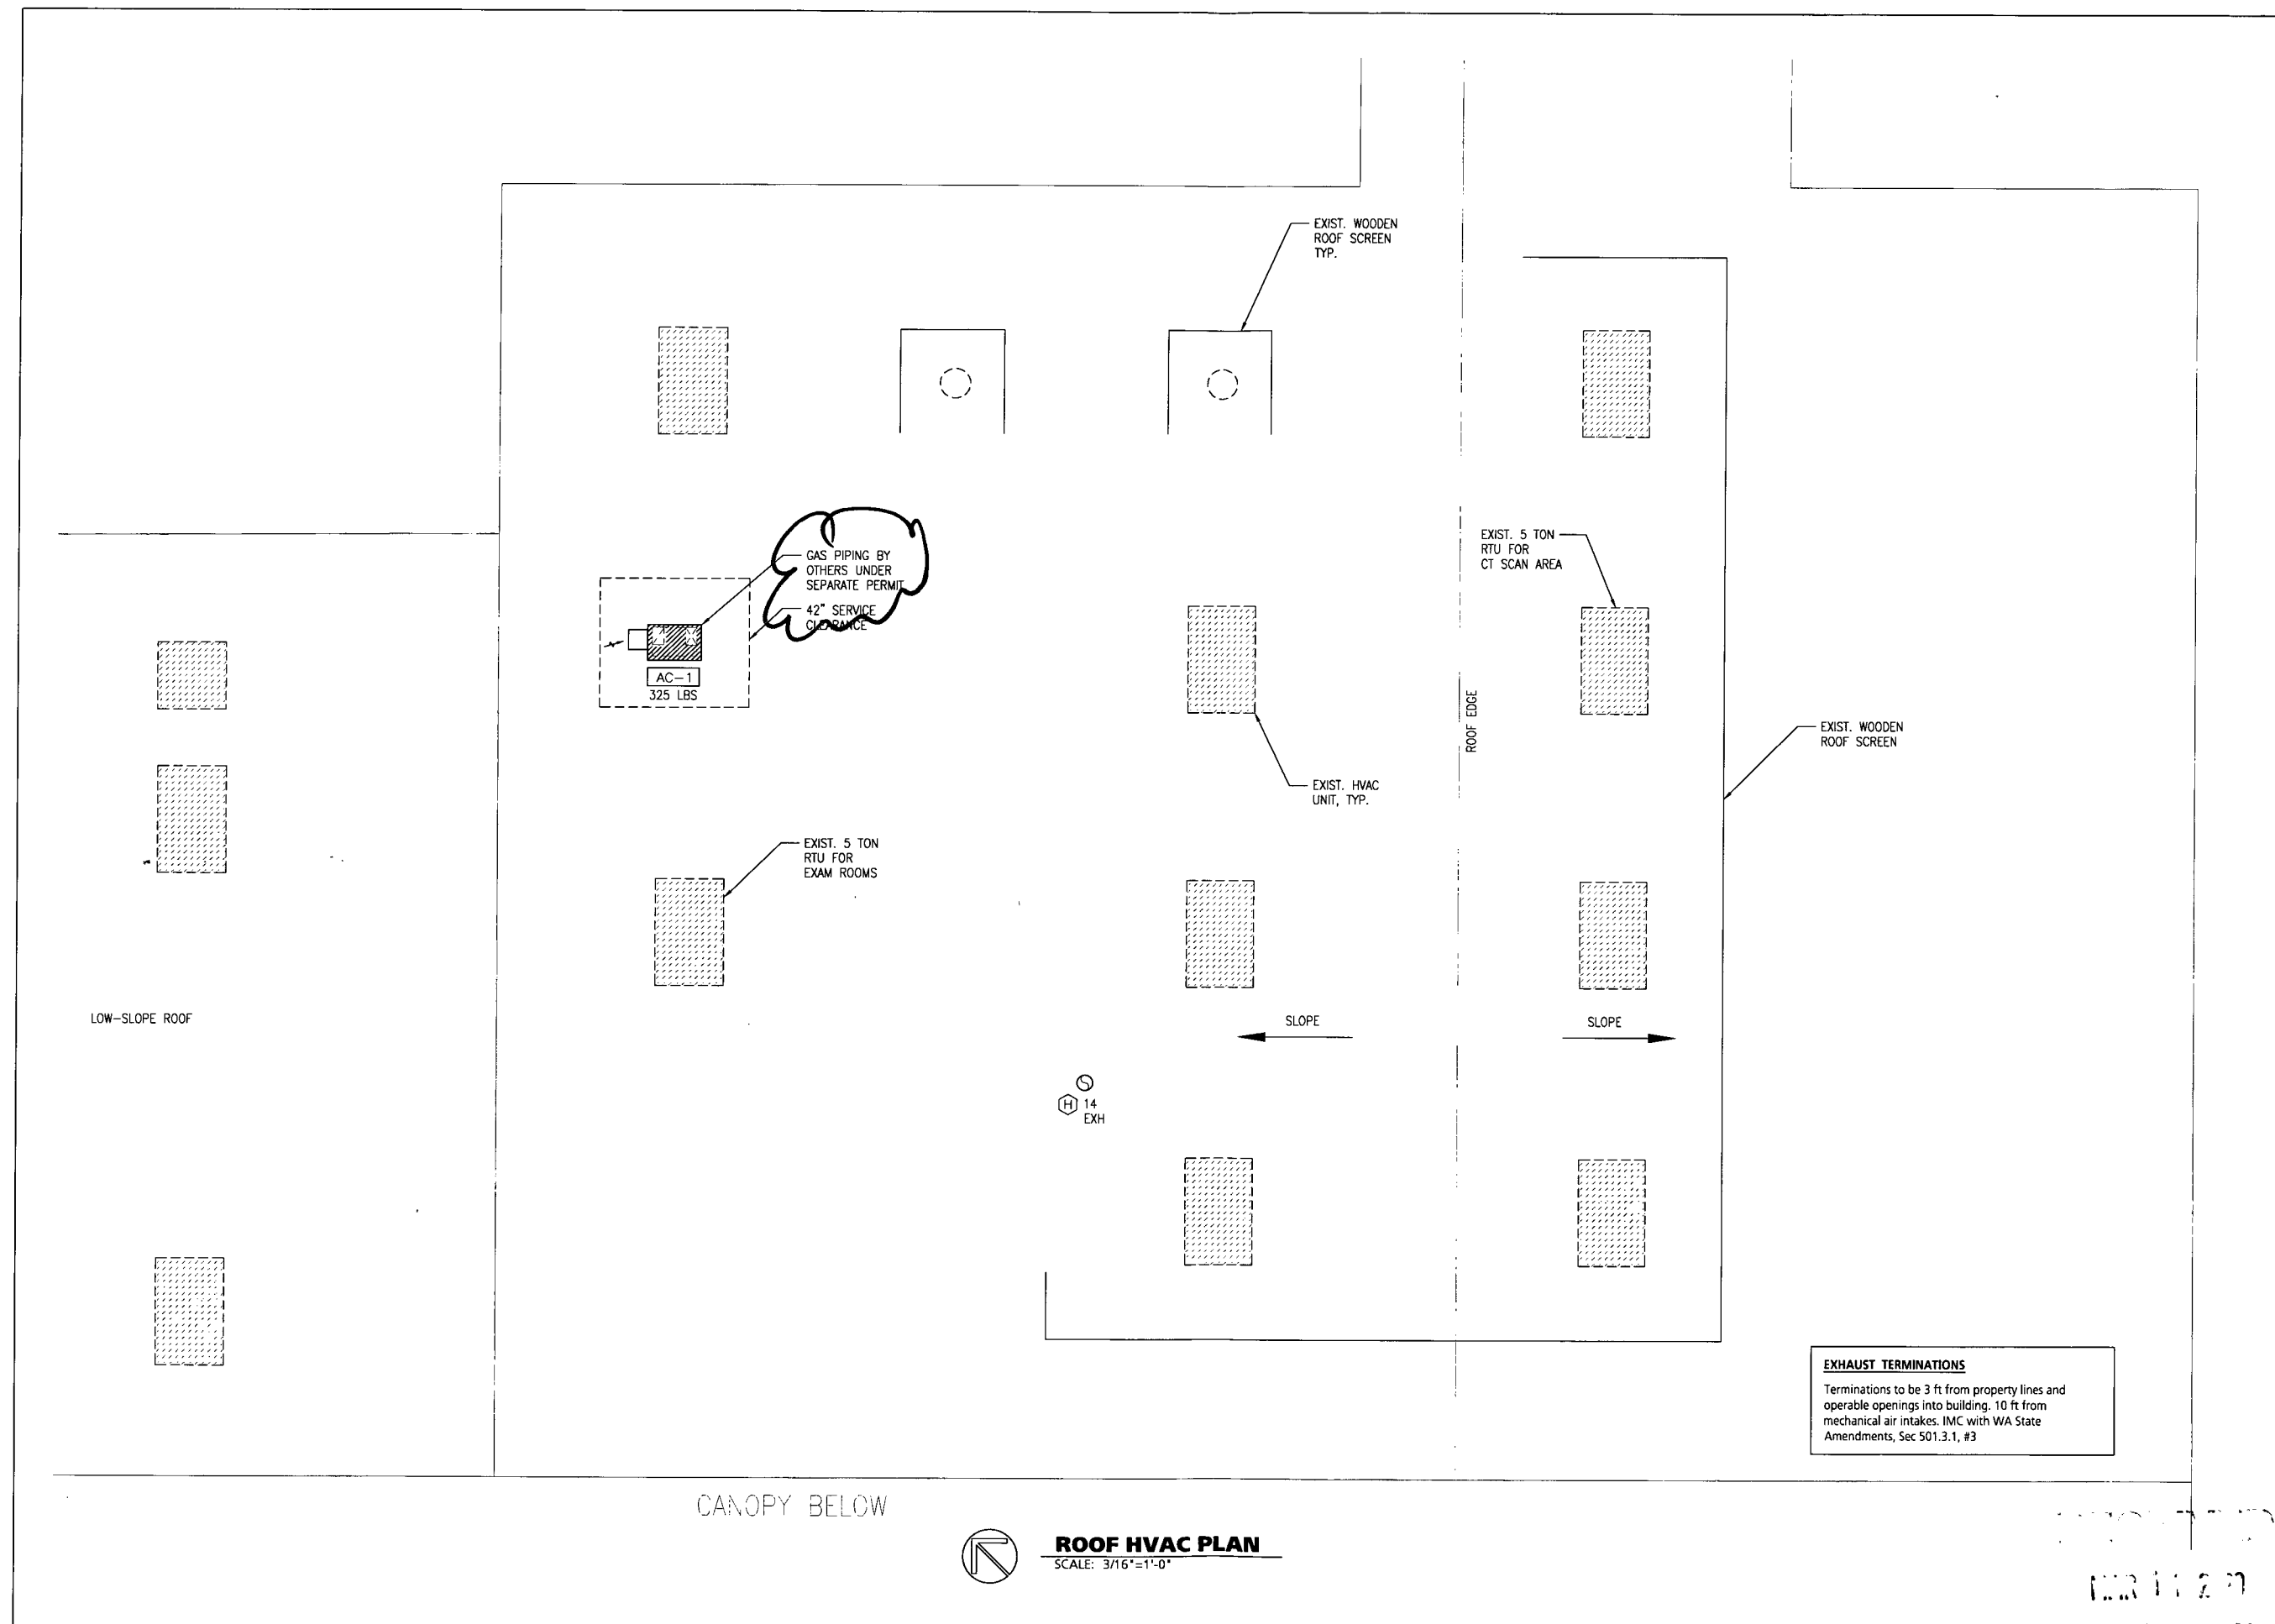 EXIST. WOODEN
ROOF SCREEN
TYP.
GAS PIPING BY
OTHERS UNDER
SEPARATE PERMIT
42" SERVICE
CLEARANCE
AC-1
325 LBS
EXIST. 5 TON
RTU FOR
CT SCAN AREA
ROOF EDGE
EXIST. WOODEN
ROOF SCREEN
EXIST. HVAC
UNIT, TYP.
EXIST. 5 TON
RTU FOR
EXAM ROOMS
LOW-SLOPE ROOF
SLOPE
SLOPE
H 14
EXH
EXHAUST TERMINATIONS
Terminations to be 3 ft from property lines and
operable openings into building. 10 ft from
mechanical air intakes. IMC with WA State
Amendments, Sec 501.3.1, #3
CANOPY BELOW
ROOF HVAC PLAN
SCALE: 3/16"=1'-0"